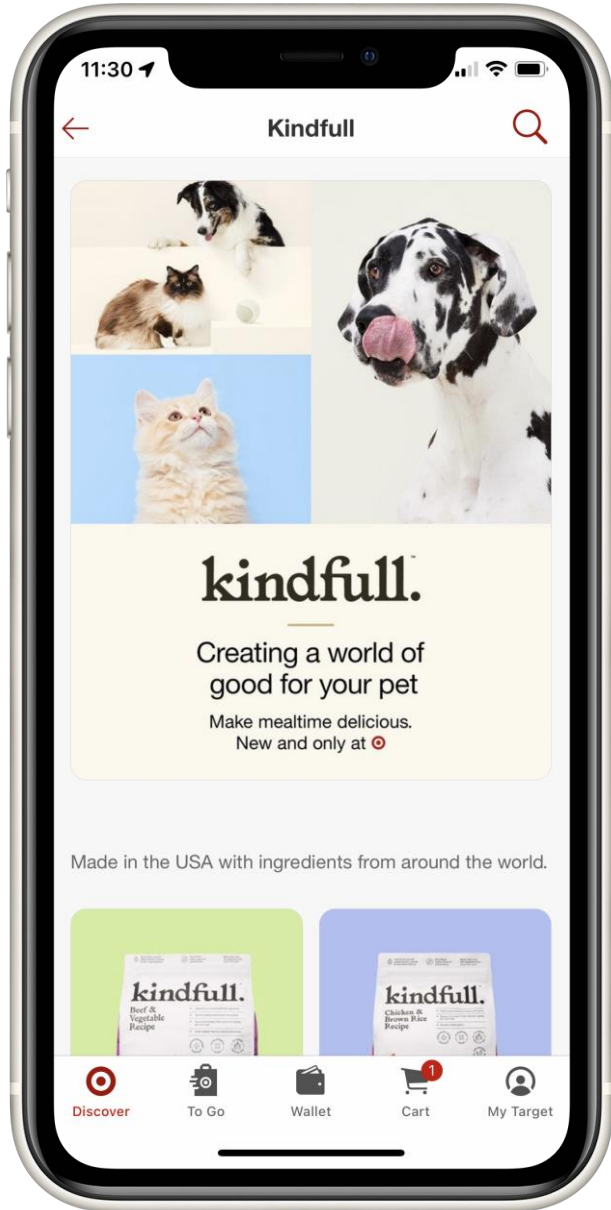 11:30
Kindfull
kindfull.™
Creating a world of
good for your pet
Make mealtime delicious.
New and only at
Made in the USA with ingredients from around the world.
kindfull.
Beef &
Vegetable
Recipe
kindfull.
Chicken &
Brown Rice
Recipe
1
Discover
To Go
Wallet
Cart
My Target